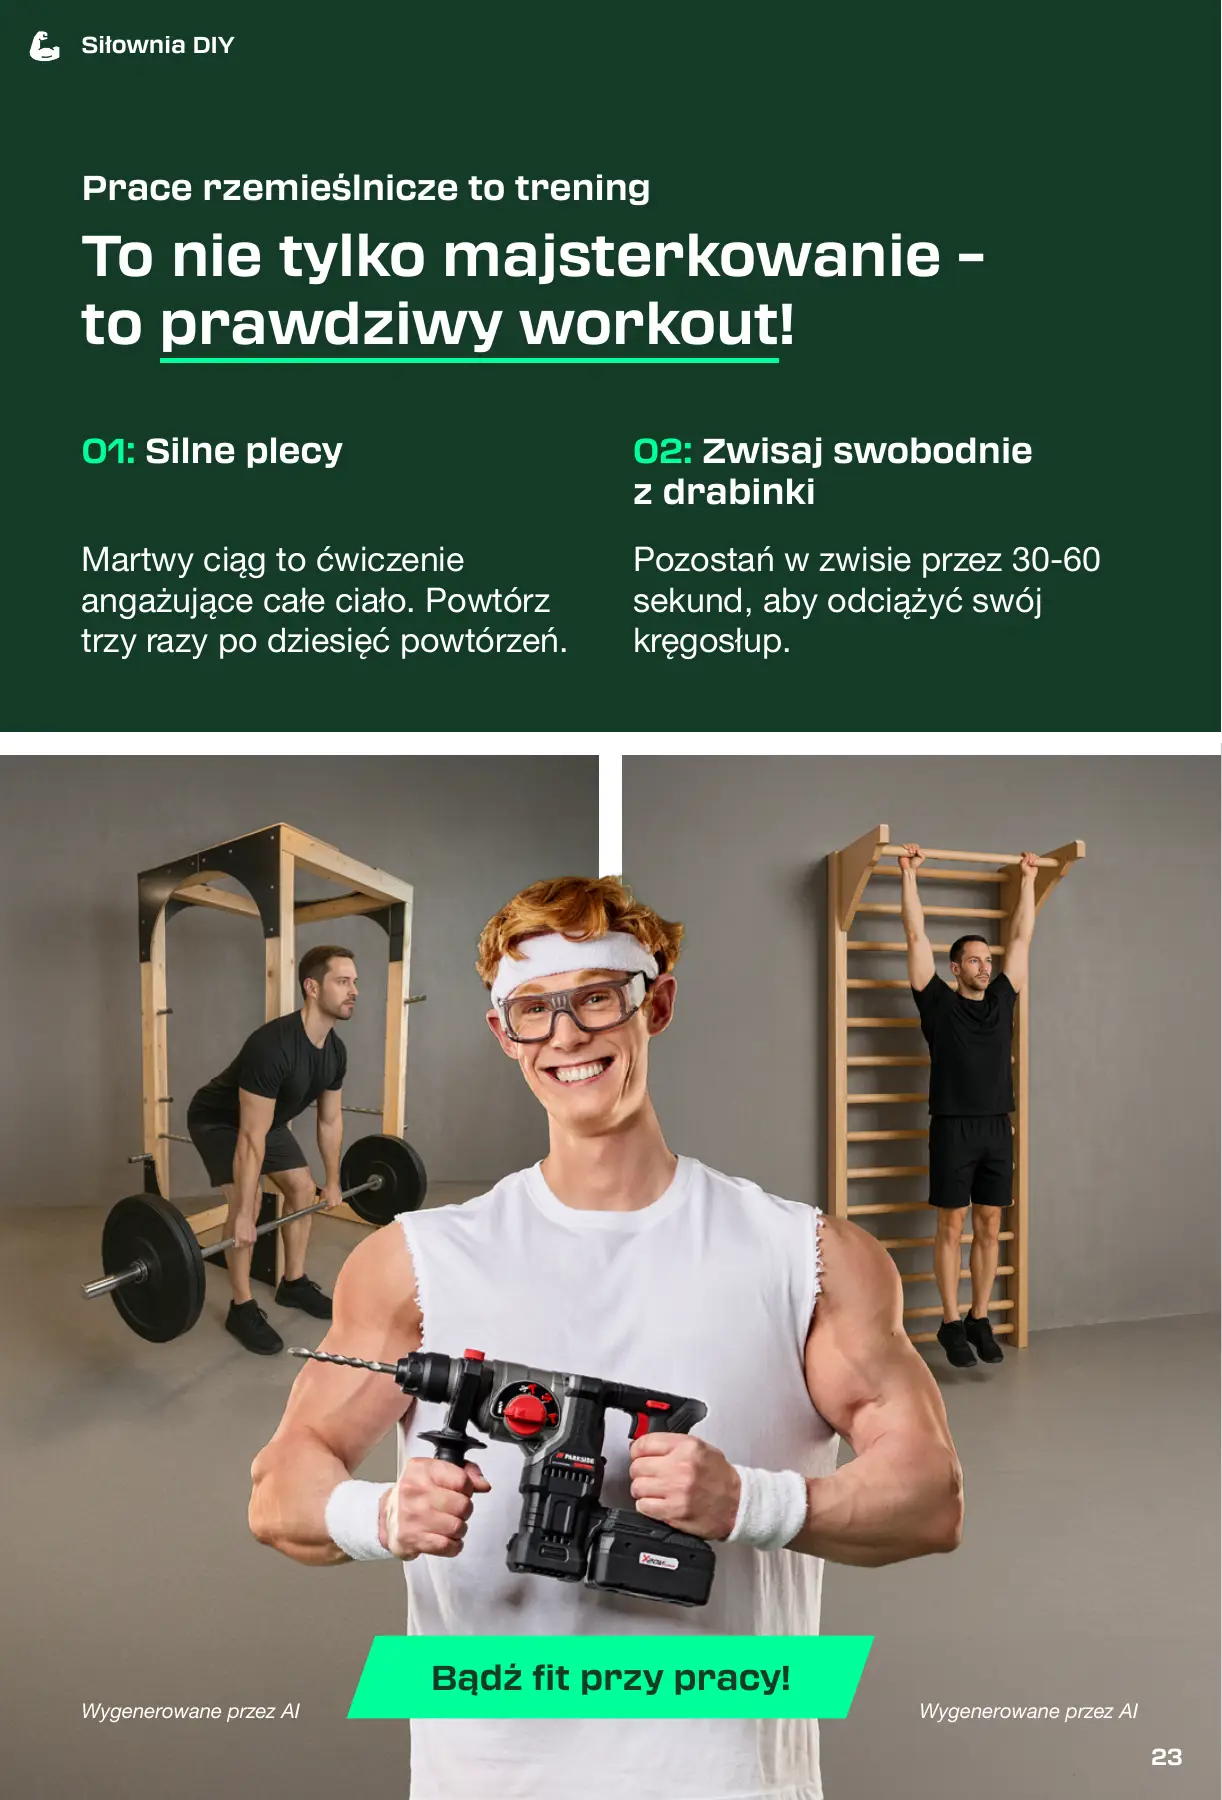 Siłownia DIY
Prace rzemieślnicze to trening
To nie tylko majsterkowanie –
to prawdziwy workout!
01: Silne plecy
Martwy ciąg to ćwiczenie
angażujące całe ciało. Powtórz
trzy razy po dziesięć powtórzeń.
02: Zwisaj swobodnie
z drabinki
Pozostań w zwisie przez 30-60
sekund, aby odciążyć swój
kręgosłup.
PARKSIDE
Bądź fit przy pracy!
Wygenerowane przez AI
Wygenerowane przez AI
23